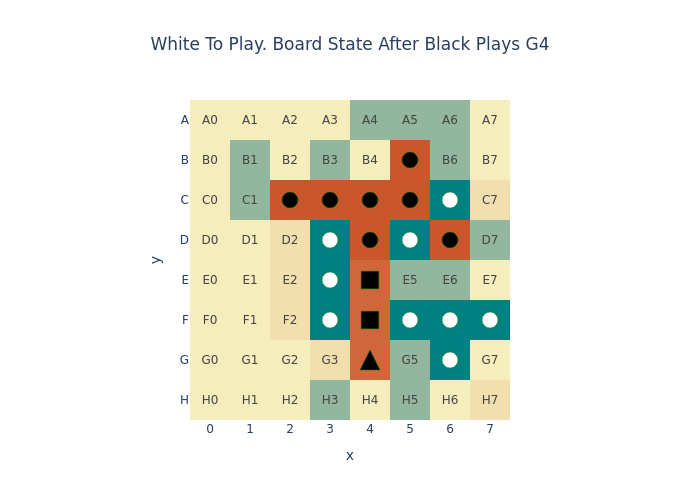 White To Play. Board State After Black Plays G4
A A0 A1 A2 A3 A4 A5 A6 A7
B B0 B1 B2 B3 B4 B6 B7
C C0 C1 C7
D D0 D1 D2 D7
E E0 E1 E2 E5 E6 E7
F F0 F1 F2
G G0 G1 G2 G3 G5 G7
H H0 H1 H2 H3 H4 H5 H6 H7
0 1 2 3 4 5 6 7
x
y